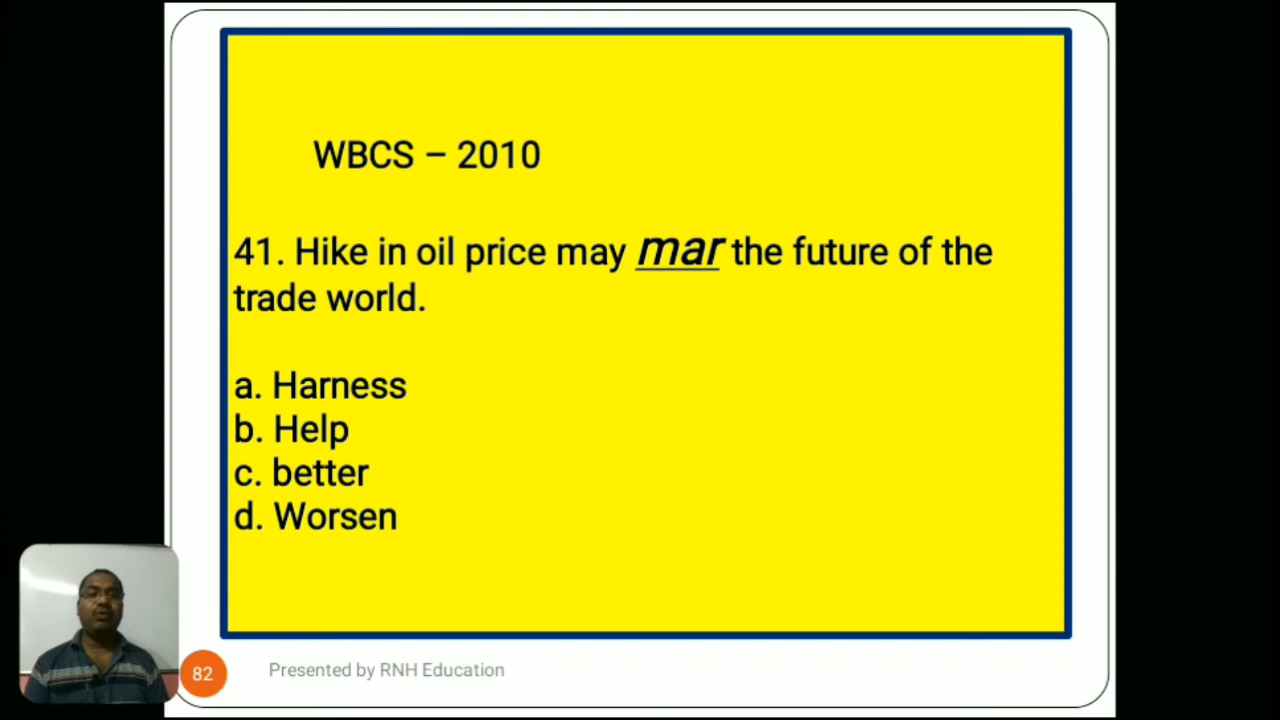 WBCS – 2010
41. Hike in oil price may mar the future of the
trade world.
a. Harness
b. Help
c. better
d. Worsen
82
Presented by RNH Education